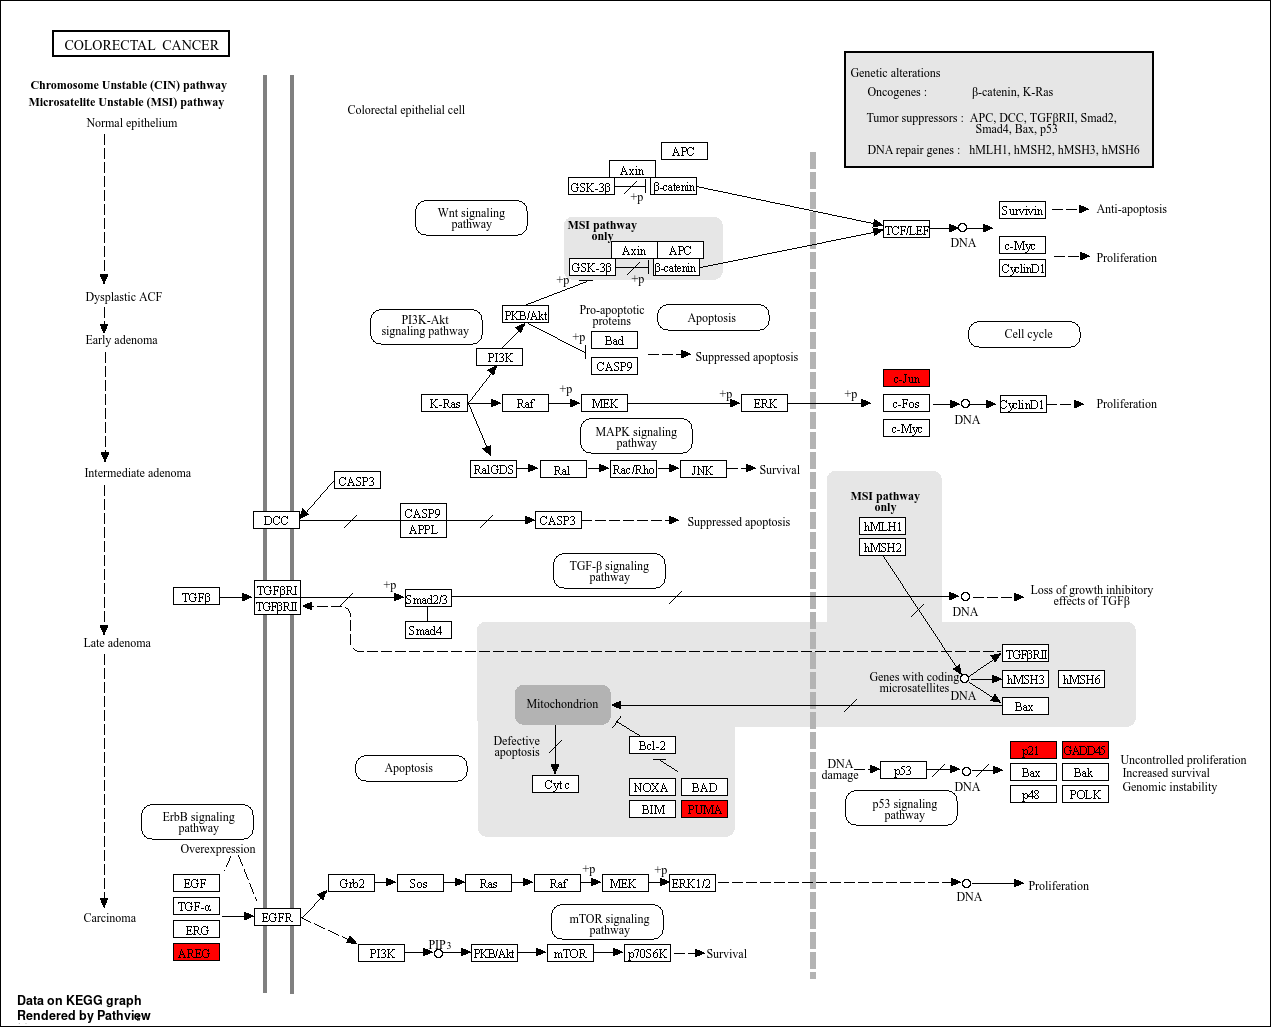 COLORECTAL CANCER
Chromosome Unstable (CIN) pathway
Microsatelite Unstable (MSI) pathway
Normal epithelium
Dysplastic ACF
Early adenoma
Intermediate adenoma
Late adenoma
Carcinoma
Colorectal epithelial cell
Genetic alterations
Oncogenes : β-catenin, K-Ras
Tumor suppressors : APC, DCC, TGFβRII, Smad2,
Smad4, Bax, p53
DNA repair genes : hMLH1, hMSH2, hMSH3, hMSH6
APC
Axin
GSK-3β
β-catenin
+p
Wnt signaling
pathway
MSI pathway
only
Axin
APC
GSK-3β
β-catenin
+p
+p
TCF/LEF
DNA
Survivin
Anti-apoptosis
c-Myc
CyclinD1
Proliferation
PI3K-Akt
signaling pathway
PKB/Akt
PI3K
Pro-apoptotic
proteins
+p
Bad
CASP9
Apoptosis
Suppressed apoptosis
Cell cycle
K-Ras
Raf
+p
MEK
+p
ERK
+p
c-Jun
c-Fos
c-Myc
DNA
CyclinD1
Proliferation
MAPK signaling
pathway
RalGDS
Ral
Rac/Rho
JNK
Survival
CASP3
DCC
CASP9
APPL
CASP3
Suppressed apoptosis
MSI pathway
only
hMLH1
hMSH2
TGF-β signaling
pathway
TGFβ
TGFβRI
TGFβRII
+p
Smad2/3
Smad4
DNA
Loss of growth inhibitory
effects of TGFβ
Genes with coding
microsatellites
DNA
TGFβRII
hMSH3
hMSH6
Bax
Mitochondrion
Defective
apoptosis
Bcl-2
Cytc
NOXA
BAD
BIM
PUMA
Apoptosis
DNA
damage
p53
DNA
p21
GADD45
Bax
Bak
p48
POLK
Uncontrolled proliferation
Increased survival
Genomic instability
p53 signaling
pathway
ErbB signaling
pathway
Overexpression
EGF
TGF-α
ERG
AREG
EGFR
Grb2
Sos
Ras
Raf
+p
MEK
+p
ERK1/2
DNA
Proliferation
mTOR signaling
pathway
PI3K
PIP3
PKB/Akt
mTOR
p70S6K
Survival
Data on KEGG graph
Rendered by Pathview